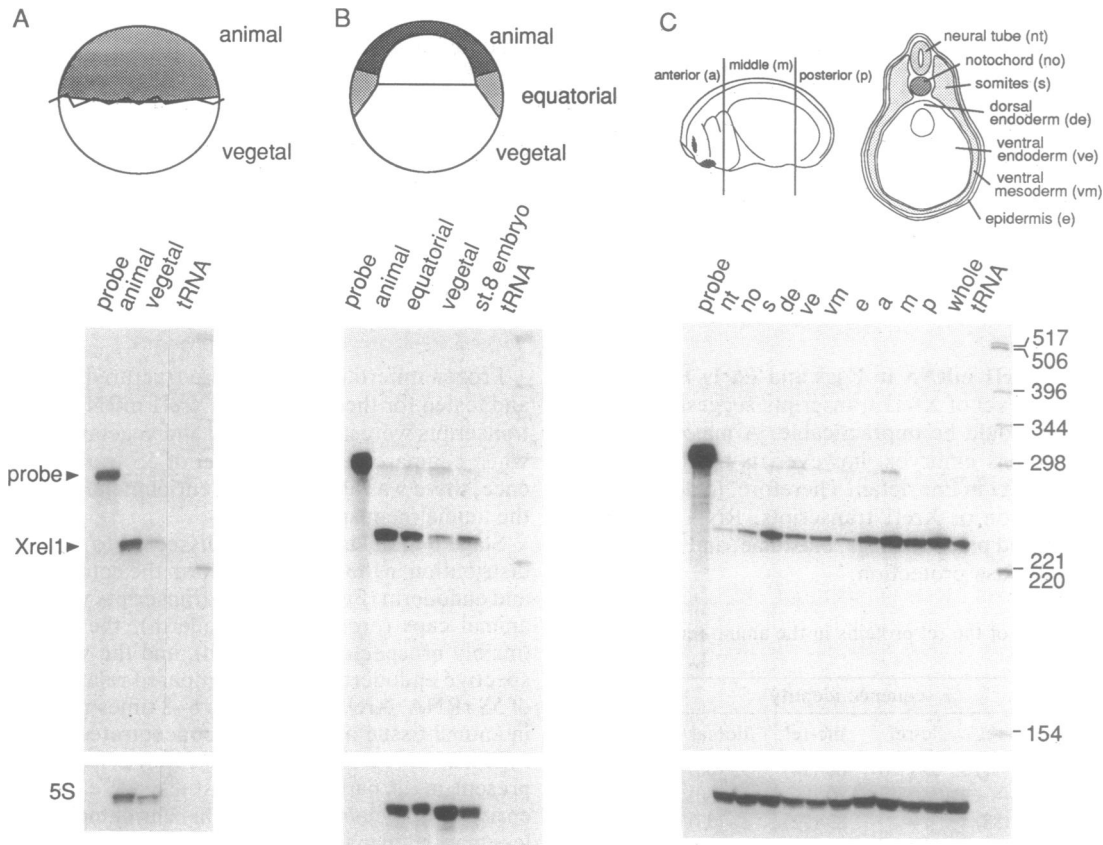 A
animal
vegetal
probe
animal
vegetal
tRNA
probe
Xrel1
5S
B
animal
equatorial
vegetal
probe
animal
equatorial
vegetal
st.8 embryo
tRNA
C
anterior (a)
middle (m)
posterior (p)
neural tube (nt)
notochord (no)
somites (s)
dorsal
endoderm (de)
ventral
endoderm (ve)
ventral
mesoderm (vm)
epidermis (e)
probe
nt
no
s
de
ve
vm
e
a
m
p
whole
tRNA
517
506
396
344
298
221
220
154